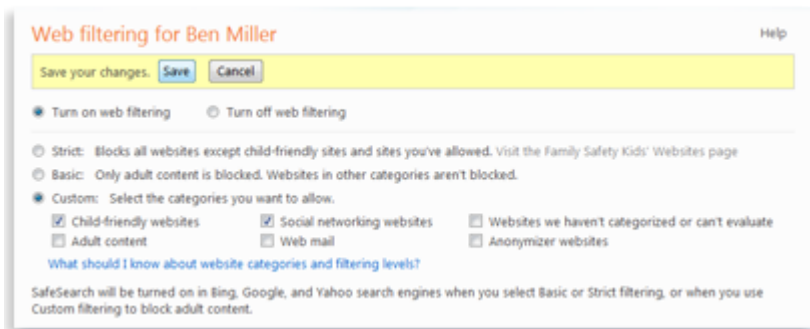 Web filtering for Ben Miller Help
Save your changes. Save Cancel
Turn on web filtering Turn off web filtering
Strict: Blocks all websites except child-friendly sites and sites you've allowed. Visit the Family Safety Kids' Websites page
Basic: Only adult content is blocked. Websites in other categories aren't blocked.
Custom: Select the categories you want to allow.
Child-friendly websites Social networking websites Websites we haven't categorized or can't evaluate
Adult content Web mail Anonymizer websites
What should I know about website categories and filtering levels?
SafeSearch will be turned on in Bing, Google, and Yahoo search engines when you select Basic or Strict filtering, or when you use
Custom filtering to block adult content.